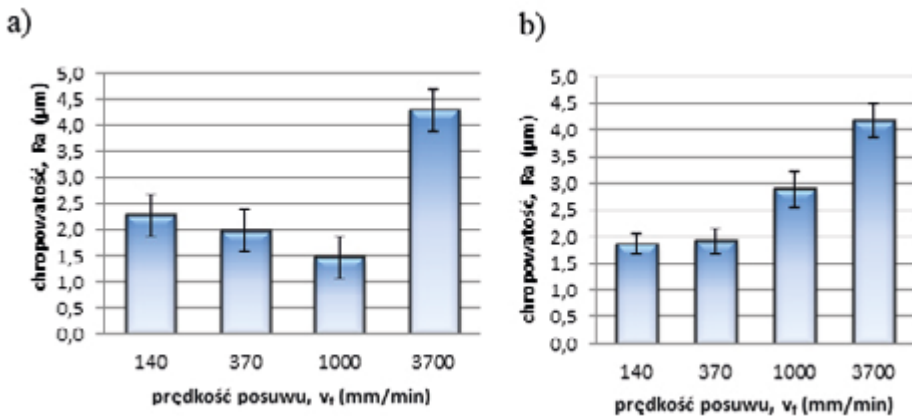 a)
chropowatość, Ra (µm)
5,0
4,5
4,0
3,5
3,0
2,5
2,0
1,5
1,0
0,5
0,0
140 370 1000 3700
prędkość posuwu, vf (mm/min)
b)
chropowatość, Ra (µm)
5,0
4,5
4,0
3,5
3,0
2,5
2,0
1,5
1,0
0,5
0,0
140 370 1000 3700
prędkość posuwu, vf (mm/min)